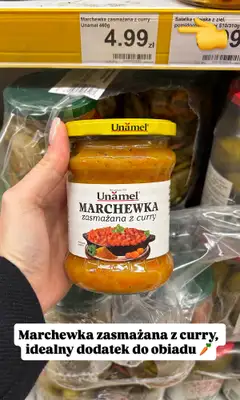 Marchewka zasmażana z curry
Unamel 460g
4.99 zł
Unamel
Unamel
MARCHEWKA
zasmażana z curry
Marchewka zasmażana z curry,
idealny dodatek do obiadu 🥕